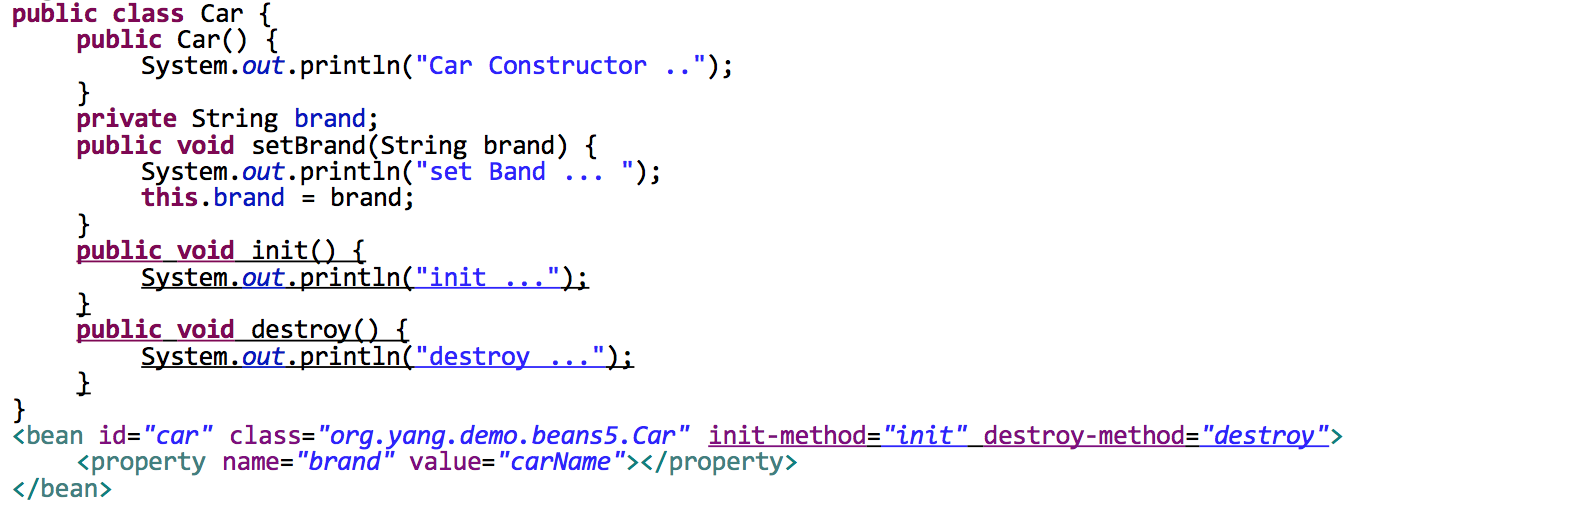 public class Car {
public Car() {
System.out.println("Car Constructor ..");
}
private String brand;
public void setBrand(String brand) {
System.out.println("set Band ... ");
this.brand = brand;
}
public void init() {
System.out.println("init ...");
}
public void destroy() {
System.out.println("destroy ...");
}
}
<bean id="car" class="org.yang.demo.beans5.Car" init-method="init" destroy-method="destroy">
<property name="brand" value="carName"></property>
</bean>